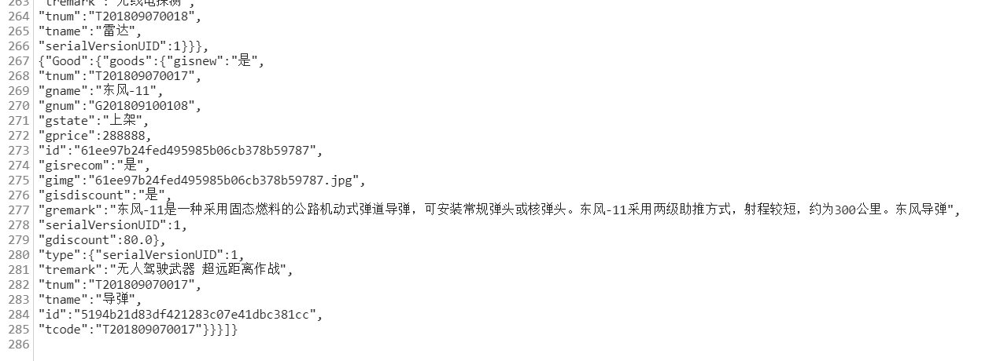 263 "tremark":"无线电探测",
264 "tnum":"T201809070018",
265 "tname":"雷达",
266 "serialVersionUID":1}}},
267 {"Good":{"goods":{"gisnew":"是",
268 "tnum":"T201809070017",
269 "gname":"东风-11",
270 "gnum":"G201809100108",
271 "gstate":"上架",
272 "gprice":288888,
273 "id":"61ee97b24fed495985b06cb378b59787",
274 "gisrecom":"是",
275 "gimg":"61ee97b24fed495985b06cb378b59787.jpg",
276 "gisdiscount":"是",
277 "gremark":"东风-11是一种采用固态燃料的公路机动式弹道导弹，可安装常规弹头或核弹头。东风-11采用两级助推方式，射程较短，约为300公里。东风导弹",
278 "serialVersionUID":1,
279 "gdiscount":80.0},
280 "type":{"serialVersionUID":1,
281 "tremark":"无人驾驶武器 超远距离作战",
282 "tnum":"T201809070017",
283 "tname":"导弹",
284 "id":"5194b21d83df421283c07e41dbc381cc",
285 "tcode":"T201809070017"}}}]}
286